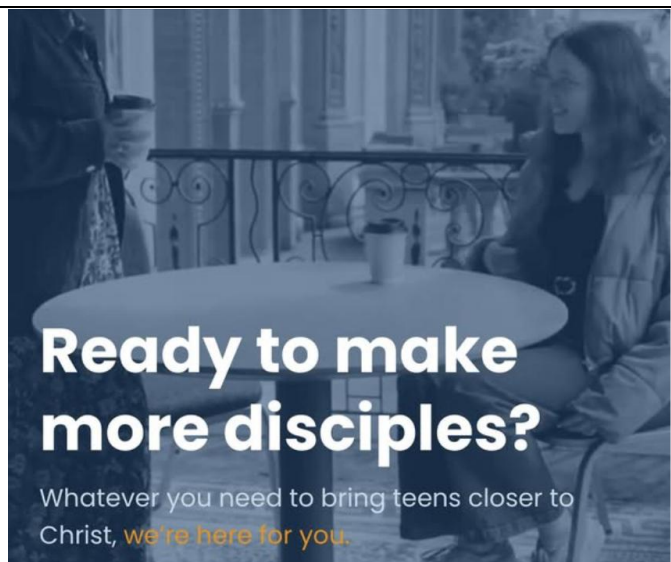 Ready to make
more disciples?
Whatever you need to bring teens closer to
Christ, we're here for you.